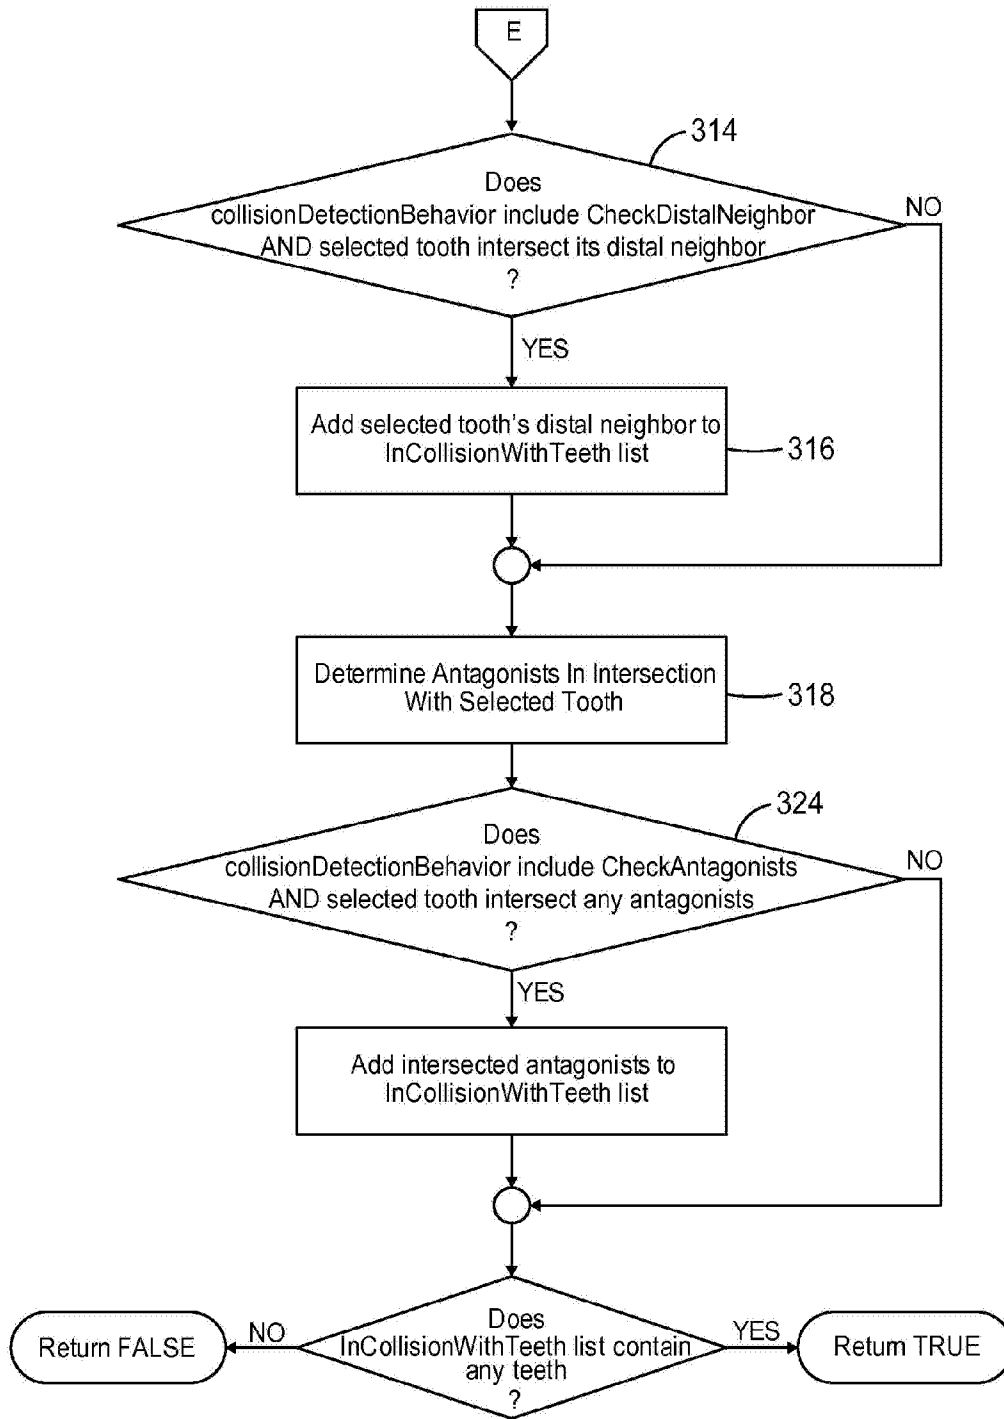 E
314
Does
collisionDetectionBehavior include CheckDistalNeighbor
AND selected tooth intersect its distal neighbor
?
NO
YES
Add selected tooth's distal neighbor to
InCollisionWithTeeth list
316
Determine Antagonists In Intersection
With Selected Tooth
318
324
Does
collisionDetectionBehavior include CheckAntagonists
AND selected tooth intersect any antagonists
?
NO
YES
Add intersected antagonists to
InCollisionWithTeeth list
Return FALSE
NO
Does
InCollisionWithTeeth list contain
any teeth
?
YES
Return TRUE